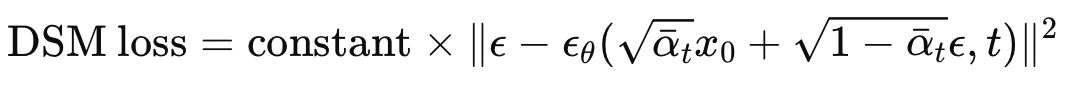 DSM loss = constant × ‖ϵ − ϵ_θ(√ᾱ_t x_0 + √1 − ᾱ_t ϵ, t)‖²